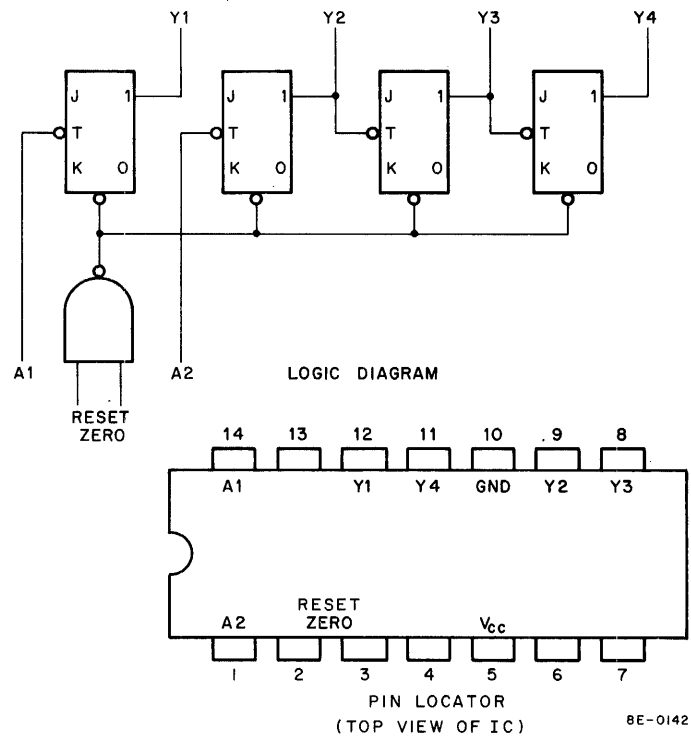 Y1 Y2 Y3 Y4
J 1 J 1 J 1 J 1
T T T T
K 0 K 0 K 0 K 0
A1 A2 LOGIC DIAGRAM
RESET
ZERO
14 13 12 11 10 9 8
A1 Y1 Y4 GND Y2 Y3
RESET
A2 ZERO Vcc
1 2 3 4 5 6 7
PIN LOCATOR
(TOP VIEW OF IC)
8E-0142